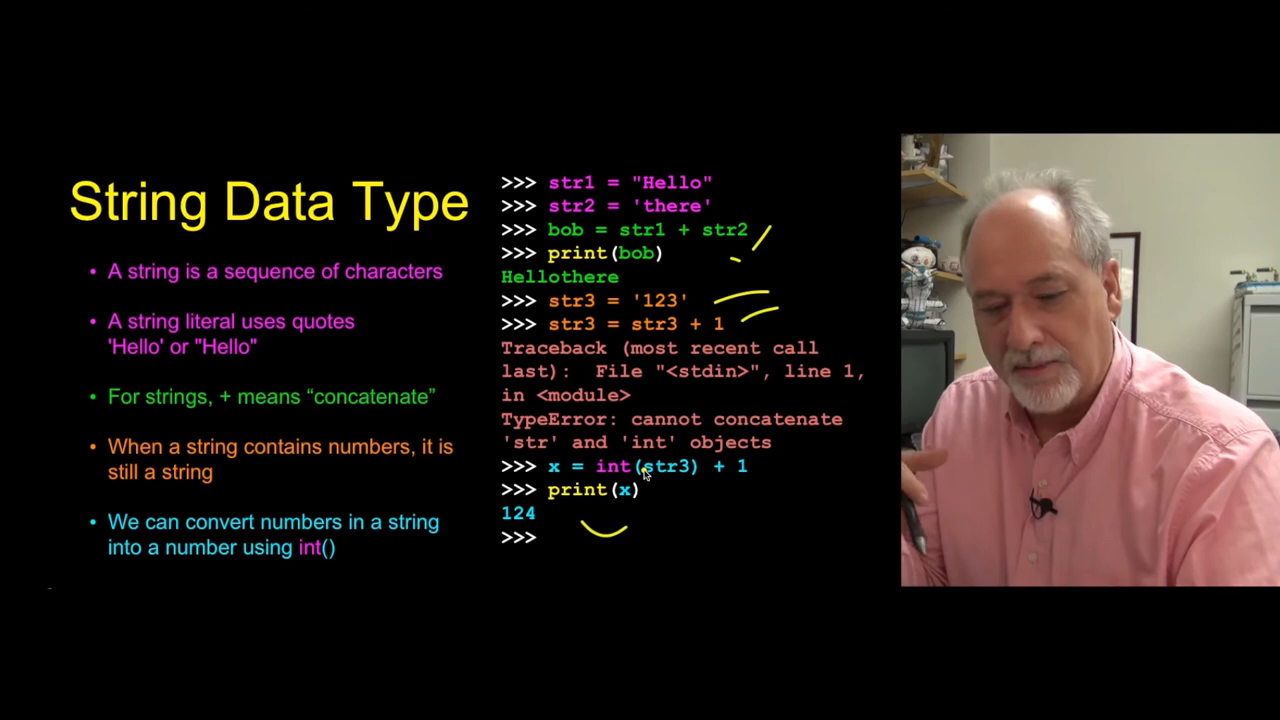 String Data Type
• A string is a sequence of characters
• A string literal uses quotes
'Hello' or "Hello"
• For strings, + means “concatenate”
• When a string contains numbers, it is
still a string
• We can convert numbers in a string
into a number using int()
>>> str1 = "Hello"
>>> str2 = 'there'
>>> bob = str1 + str2
>>> print(bob)
Hellothere
>>> str3 = '123'
>>> str3 = str3 + 1
Traceback (most recent call
last):  File "<stdin>", line 1,
in <module>
TypeError: cannot concatenate
'str' and 'int' objects
>>> x = int(str3) + 1
>>> print(x)
124
>>>